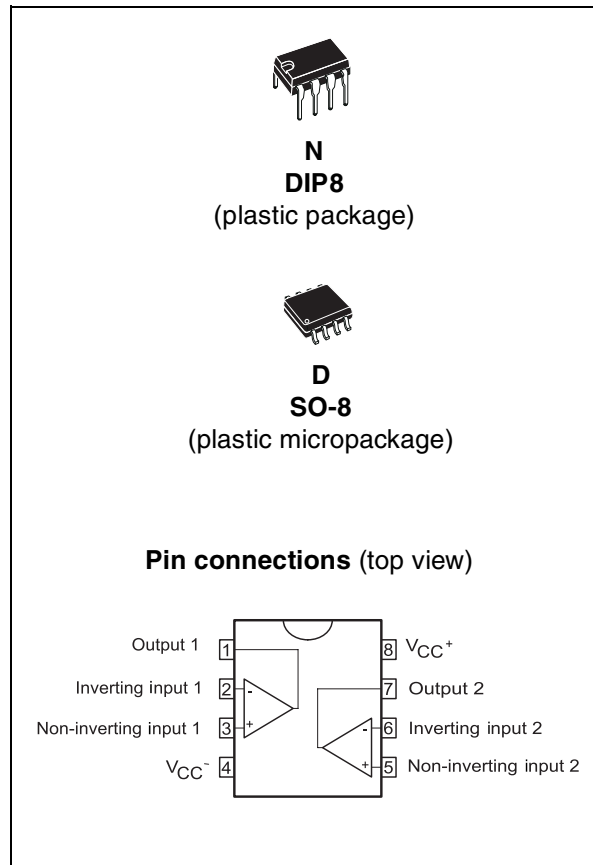 N
DIP8
(plastic package)
D
SO-8
(plastic micropackage)
Pin connections (top view)
Output 1 1
Inverting input 1 2 -
Non-inverting input 1 3 +
VCC- 4
8 VCC+
7 Output 2
- 6 Inverting input 2
+ 5 Non-inverting input 2